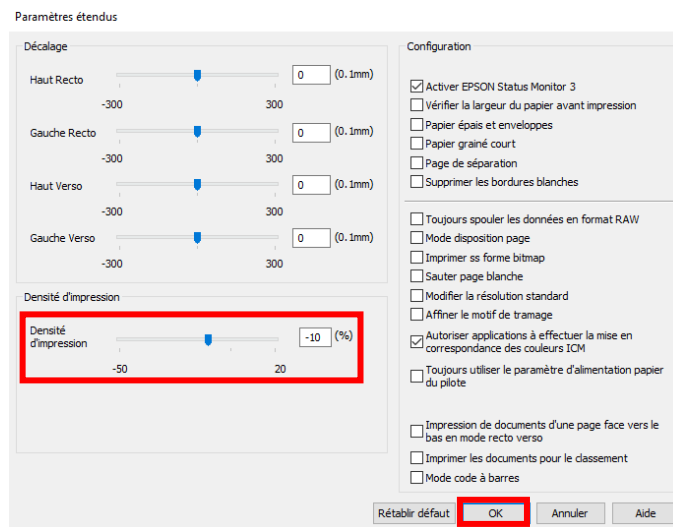 Paramètres étendus
Décalage
Haut Recto
0 (0.1mm)
-300 300
Gauche Recto
0 (0.1mm)
-300 300
Haut Verso
0 (0.1mm)
-300 300
Gauche Verso
0 (0.1mm)
-300 300
Densité d'impression
Densité
d'impression
-10 (%)
-50 20
Configuration
Activer EPSON Status Monitor 3
Vérifier la largeur du papier avant impression
Papier épais et enveloppes
Papier grainé court
Page de séparation
Supprimer les bordures blanches
Toujours spouler les données en format RAW
Mode disposition page
Imprimer ss forme bitmap
Sauter page blanche
Modifier la résolution standard
Affiner le motif de tramage
Autoriser applications à effectuer la mise en
correspondance des couleurs ICM
Toujours utiliser le paramètre d'alimentation papier
du pilote
Impression de documents d'une page face vers le
bas en mode recto verso
Imprimer les documents pour le classement
Mode code à barres
Rétablir défaut OK Annuler Aide